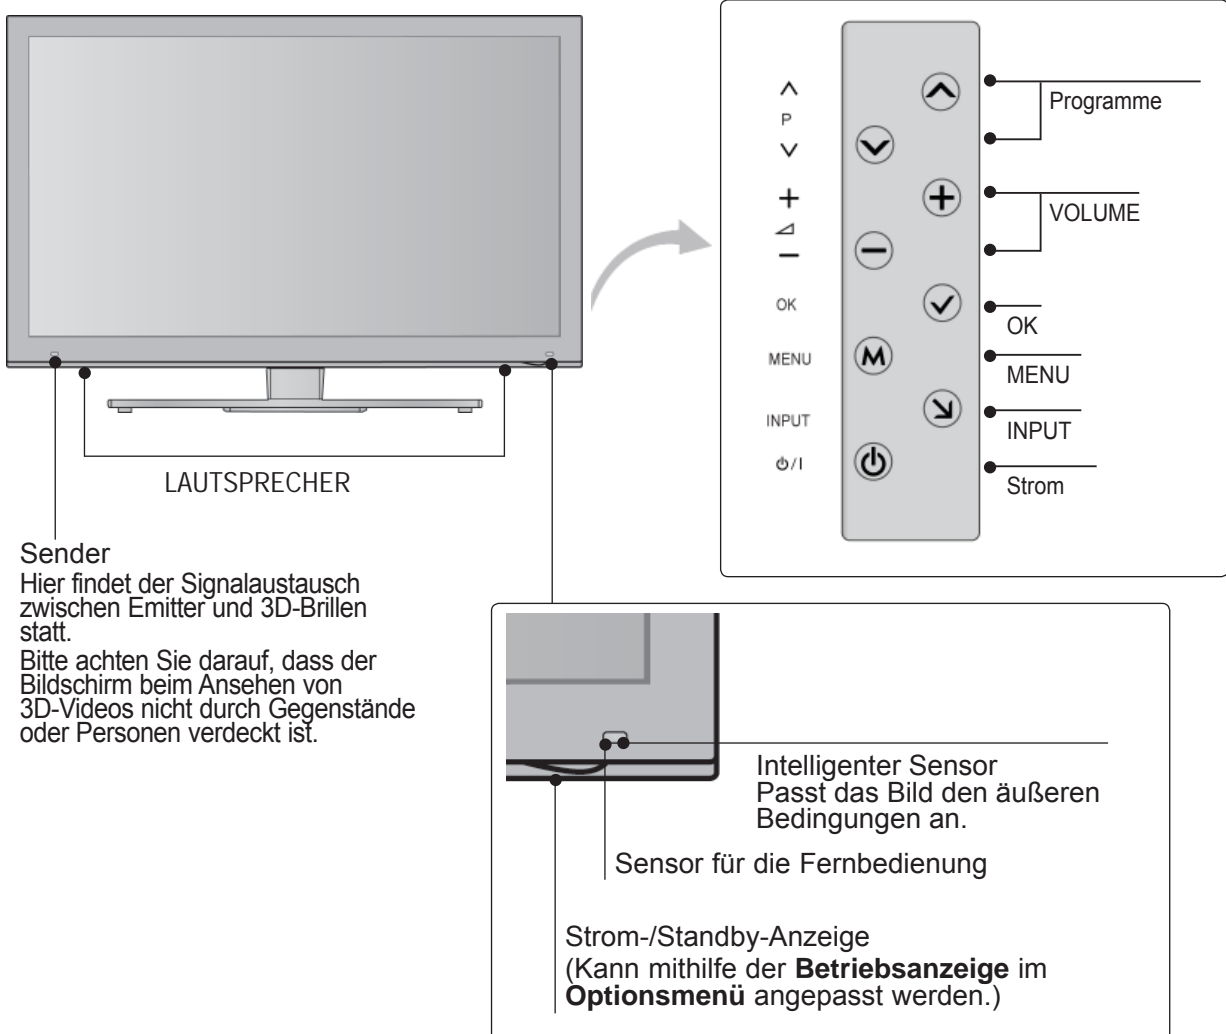 P
OK
MENU
INPUT
/I
M
Programme
VOLUME
OK
MENU
INPUT
Strom
LAUTSPRECHER
Sender
Hier findet der Signalaustausch
zwischen Emitter und 3D-Brillen
statt.
Bitte achten Sie darauf, dass der
Bildschirm beim Ansehen von
3D-Videos nicht durch Gegenstände
oder Personen verdeckt ist.
Intelligenter Sensor
Passt das Bild den äußeren
Bedingungen an.
Sensor für die Fernbedienung
Strom-/Standby-Anzeige
(Kann mithilfe der Betriebsanzeige im
Optionsmenü angepasst werden.)